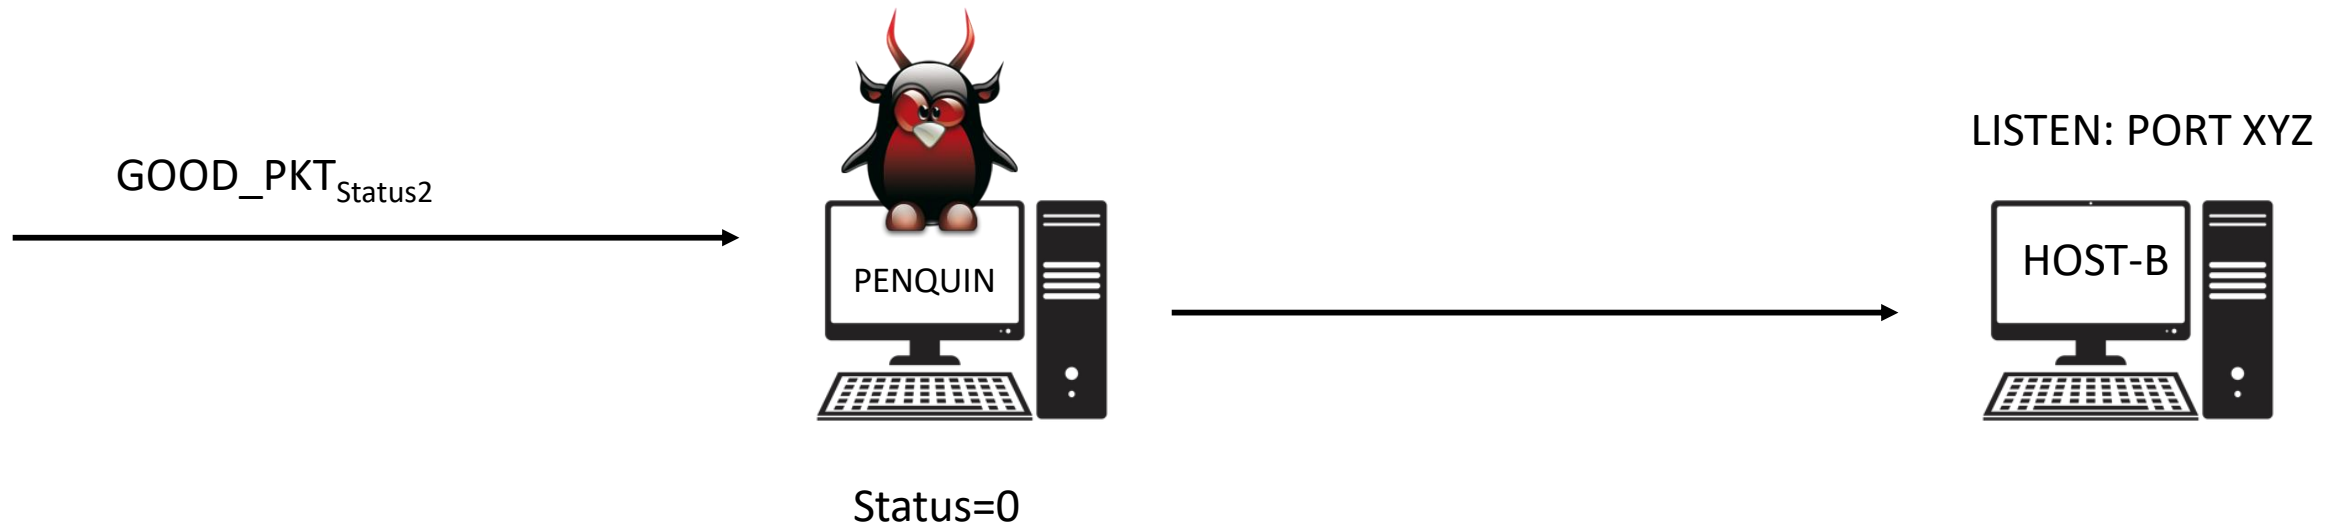 LISTEN: PORT XYZ
GOOD_PKTStatus2
HOST-B
PENQUIN
Status=0